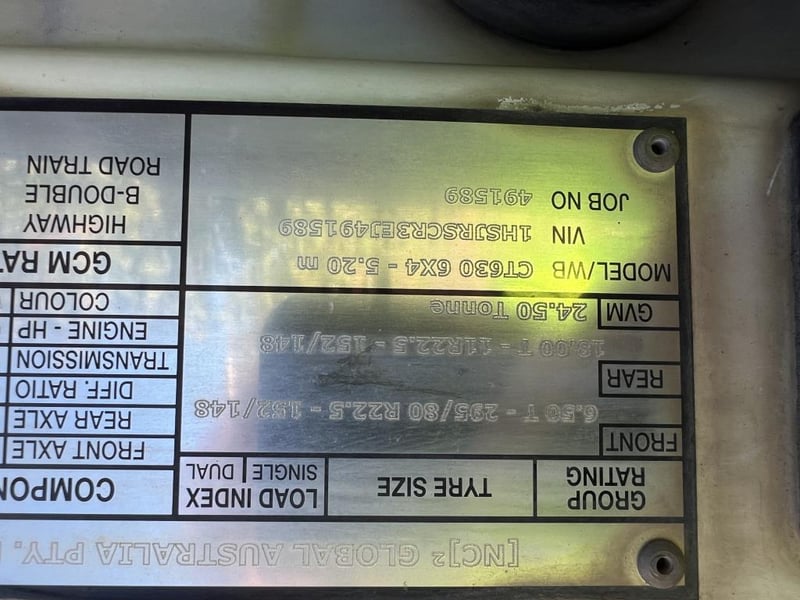 [NC]² GLOBAL AUSTRALIA PTY.
GROUP RATING TYRE SIZE LOAD INDEX SINGLE DUAL
FRONT
6.50 T - 295/80 R22.5 - 152/148
REAR
18.00 T - 11R22.5 - 152/148
GVM 24.50 Tonne
MODEL/WB CT630 6X4 - 5.20 m
VIN 1HSJRSCR3EJ491589
JOB NO 491589
FRONT AXLE
REAR AXLE
DIFF. RATIO
TRANSMISSION
ENGINE - HP
COLOUR
GCM
HIGHWAY
B-DOUBLE
ROAD TRAIN